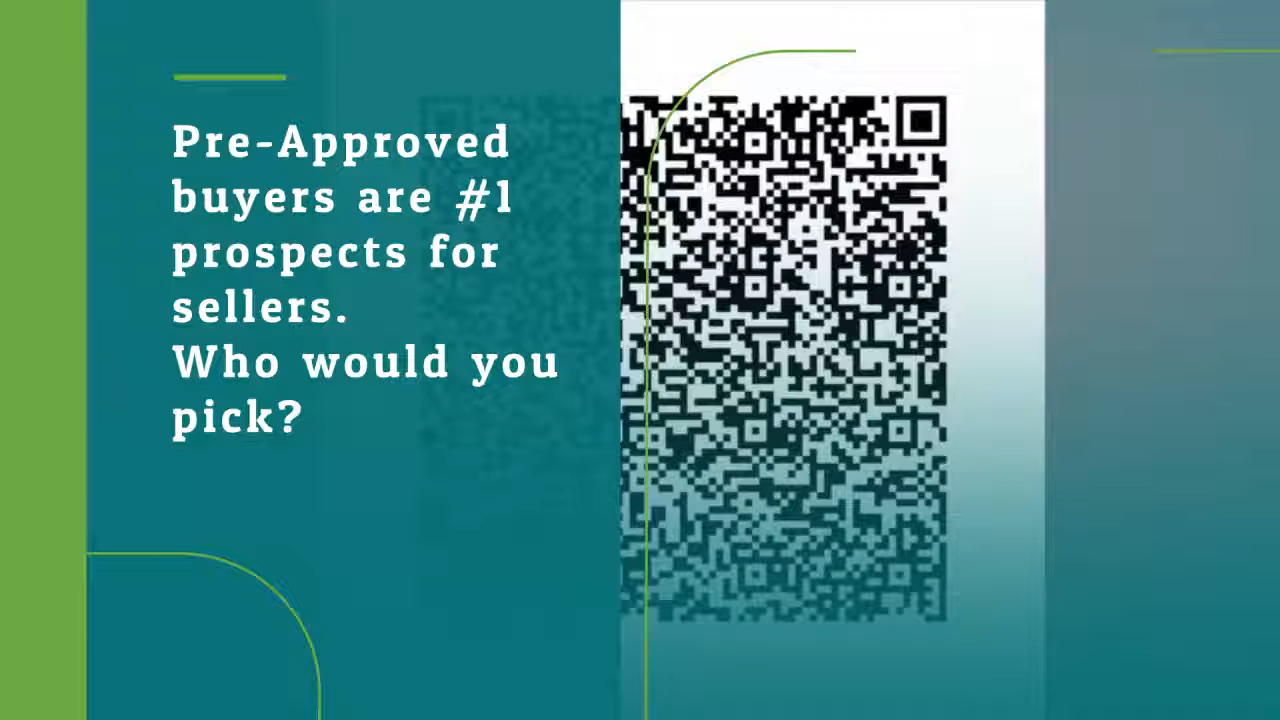 Pre-Approved
buyers are #1
prospects for
sellers.
Who would you
pick?